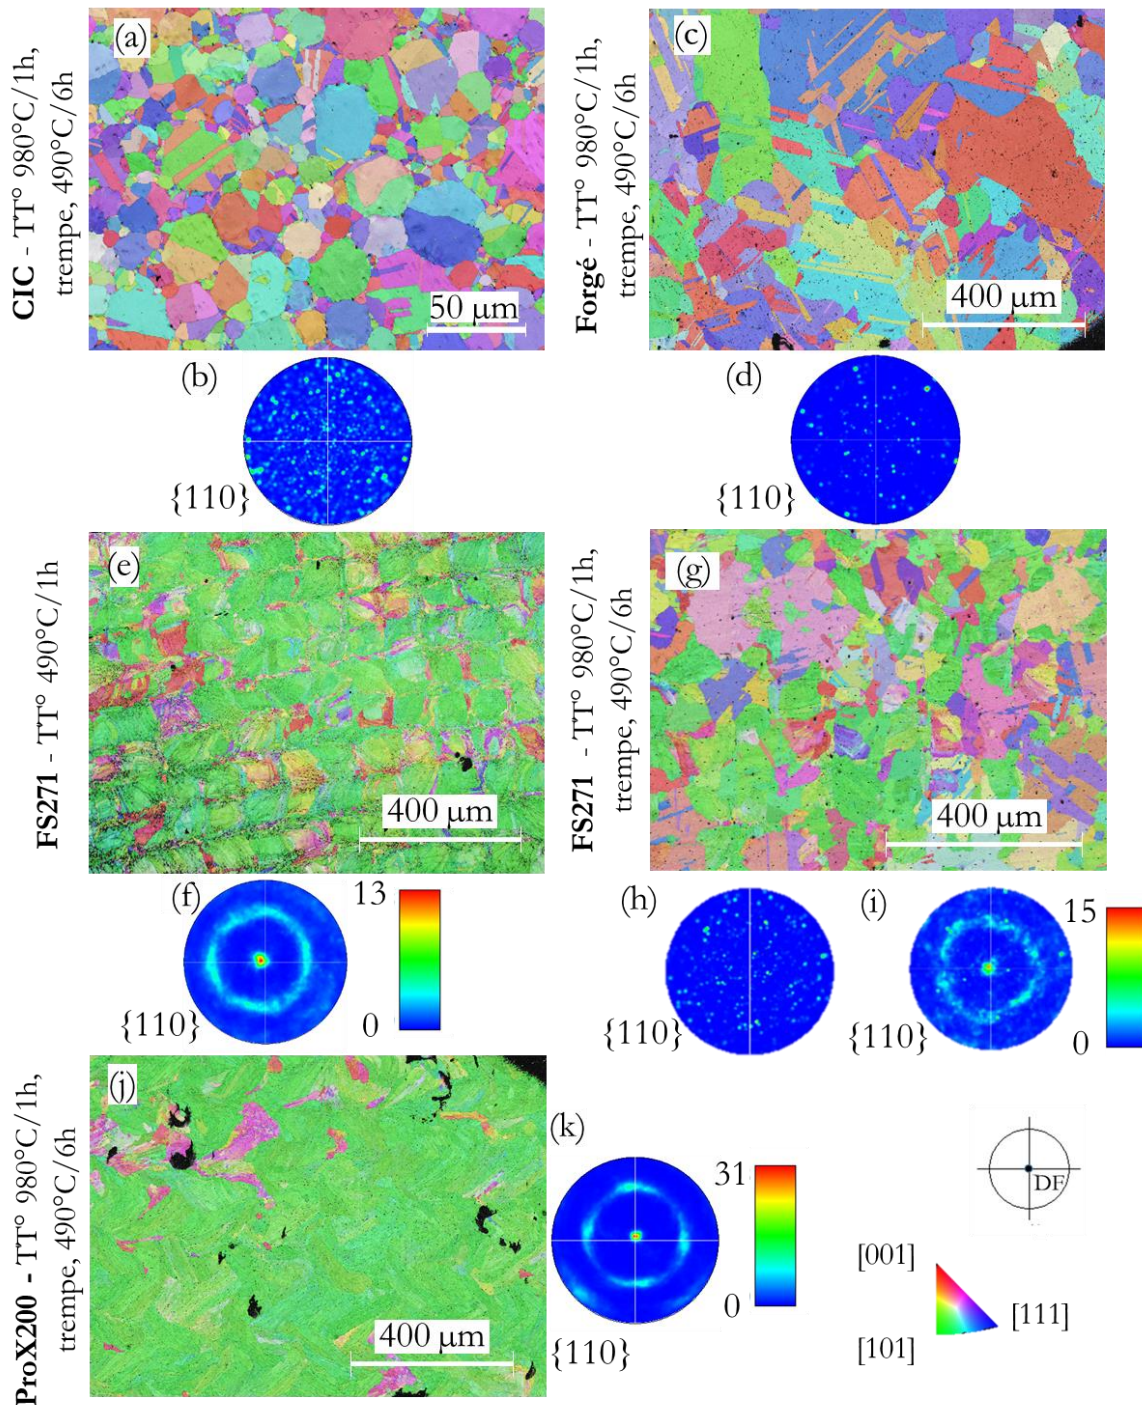 CIC - TT° 980°C/1h,
trempe, 490°C/6h
(a)
50 µm
Forgé - TT° 980°C/1h,
trempe, 490°C/6h
(c)
400 µm
(b)
{110}
(d)
{110}
FS271 - TT° 490°C/1h
(e)
400 µm
FS271 - TT° 980°C/1h,
trempe, 490°C/6h
(g)
400 µm
(f)
{110}
13
0
(h)
{110}
(i)
{110}
15
0
ProX200 - TT° 980°C/1h,
trempe, 490°C/6h
(j)
400 µm
(k)
{110}
31
0
DF
[001]
[111]
[101]